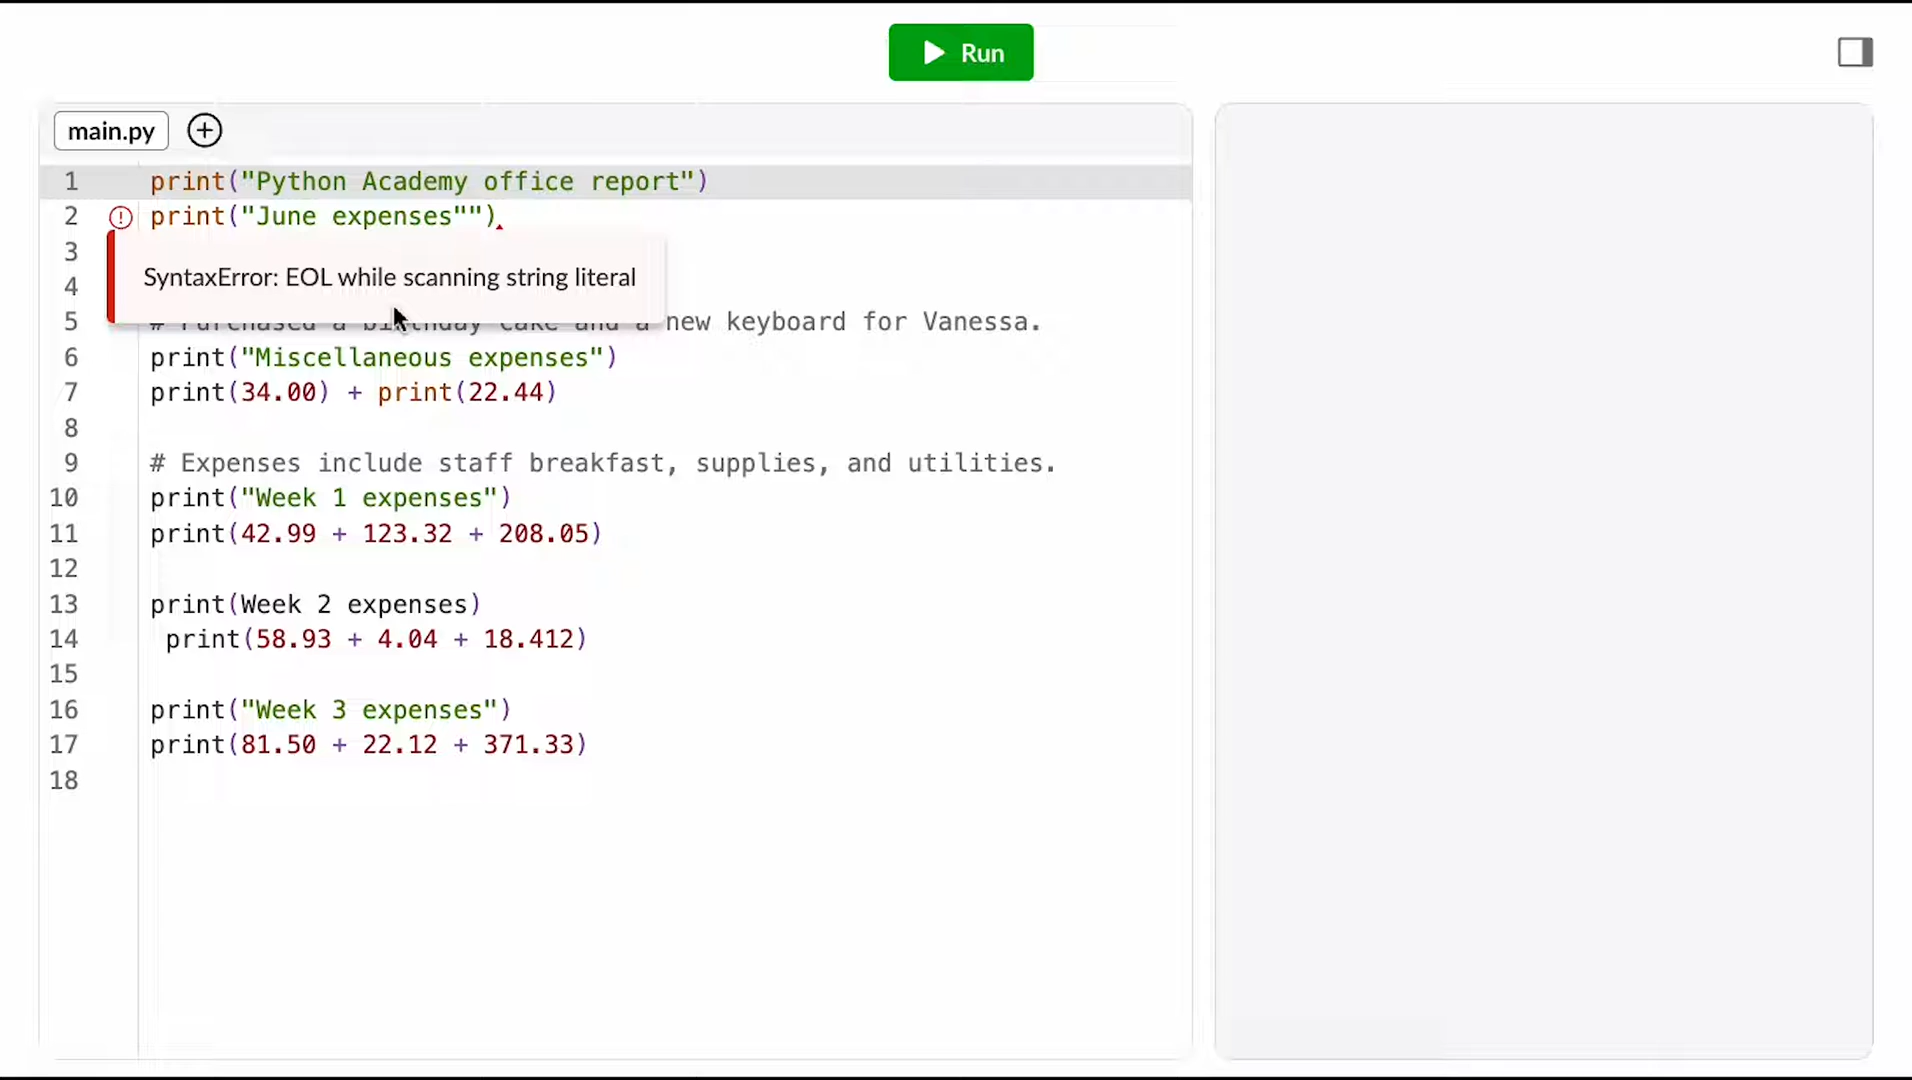 Run
main.py
1 print("Python Academy office report")
2 print("June expenses"")
3
SyntaxError: EOL while scanning string literal
4
5 # Purchased a birthday cake and a new keyboard for Vanessa.
6 print("Miscellaneous expenses")
7 print(34.00) + print(22.44)
8
9 # Expenses include staff breakfast, supplies, and utilities.
10 print("Week 1 expenses")
11 print(42.99 + 123.32 + 208.05)
12
13 print(Week 2 expenses)
14  print(58.93 + 4.04 + 18.412)
15
16 print("Week 3 expenses")
17 print(81.50 + 22.12 + 371.33)
18